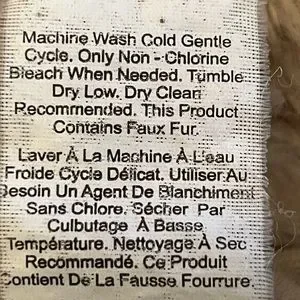 Machine Wash Cold Gentle
Cycle. Only Non - Chlorine
Bleach When Needed. Tumble
Dry Low. Dry Clean
Recommended. This Product
Contains Faux Fur.
Laver À La Machine À L'eau
Froide Cycle Délicat. Utiliser Au
Besoin Un Agent De Blanchiment
Sans Chlore. Sécher Par
Culbutage À Basse
Température. Nettoyage À Sec
Recommandé. Ce Produit
Contient De La Fausse Fourrure.